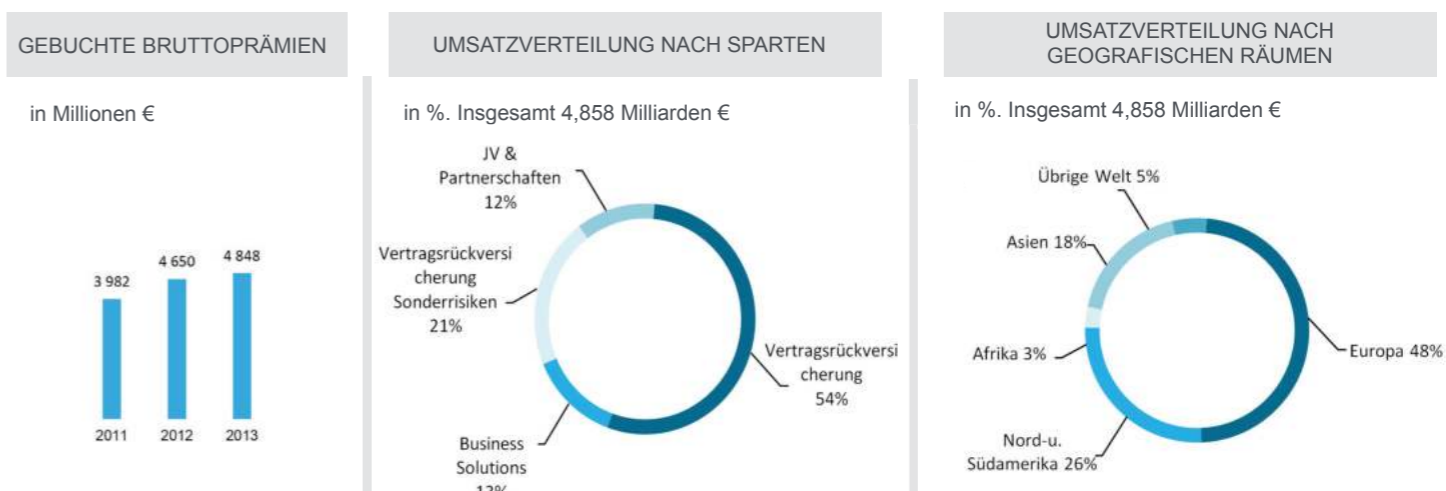 GEBUCHTE BRUTTOPRÄMIEN
in Millionen €
3 982
4 650
4 848
2011
2012
2013
UMSATZVERTEILUNG NACH SPARTEN
in %. Insgesamt 4,858 Milliarden €
JV &
Partnerschaften
12%
Vertragsrückversi
cherung
Sonderrisiken
21%
Vertragsrückversi
cherung
54%
Business
Solutions
13%
UMSATZVERTEILUNG NACH
GEOGRAFISCHEN RÄUMEN
in %. Insgesamt 4,858 Milliarden €
Übrige Welt 5%
Asien 18%
Afrika 3%
Europa 48%
Nord-u.
Südamerika 26%